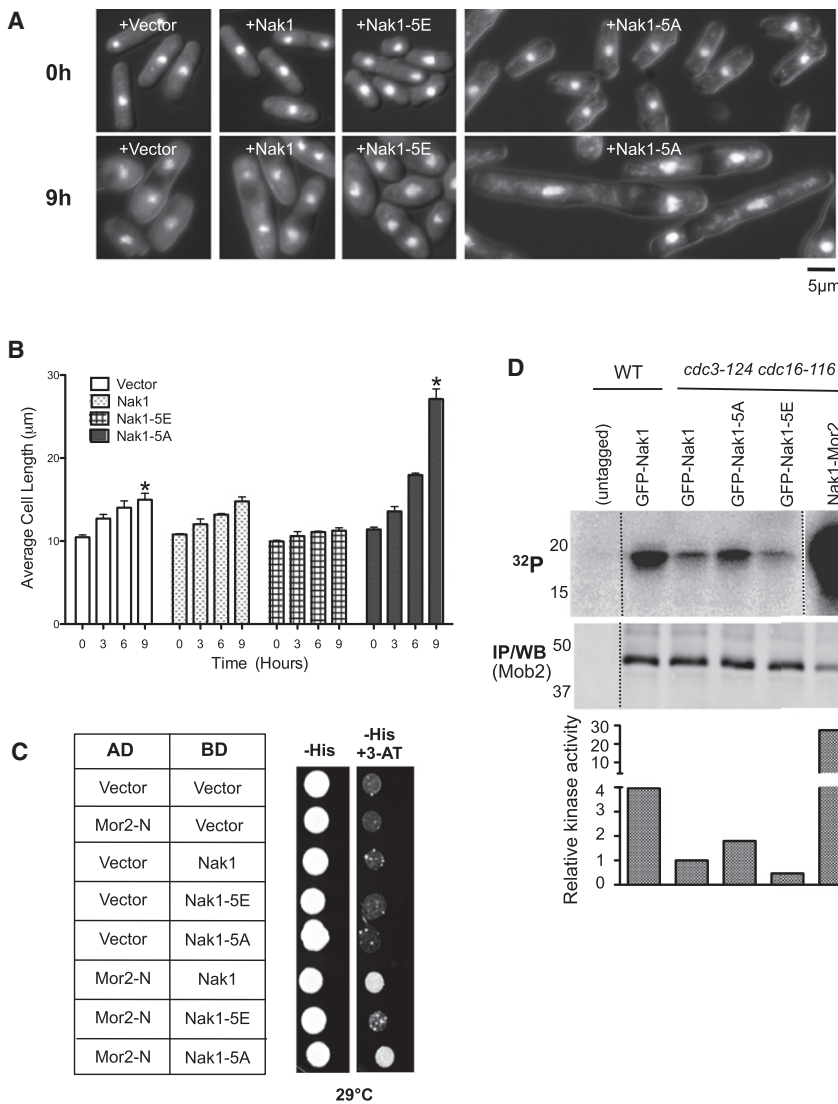 A
0h
+Vector +Nak1 +Nak1-5E +Nak1-5A
9h
+Vector +Nak1 +Nak1-5E +Nak1-5A
5µm
B
Average Cell Length (µm)
30
20
10
0
Vector
Nak1
Nak1-5E
Nak1-5A
* *
0 3 6 9 0 3 6 9 0 3 6 9 0 3 6 9
Time (Hours)
C
AD BD -His -His +3-AT
Vector Vector
Mor2-N Vector
Vector Nak1
Vector Nak1-5E
Vector Nak1-5A
Mor2-N Nak1
Mor2-N Nak1-5E
Mor2-N Nak1-5A
29°C
D
WT cdc3-124 cdc16-116
(untagged)
GFP-Nak1
GFP-Nak1
GFP-Nak1-5A
GFP-Nak1-5E
Nak1-Mor2
32P
20
15
IP/WB
(Mob2)
50
37
Relative kinase activity
30
20
10
4
3
2
1
0